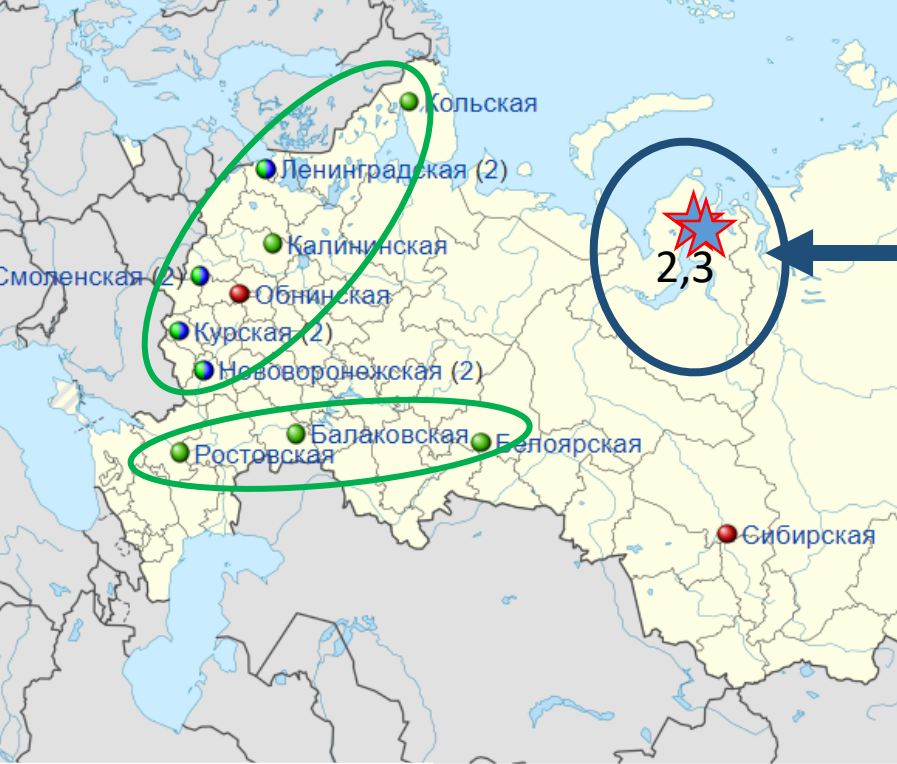 Кольская
Ленинградская (2)
Калининская
Смоленская (2)
2,3
Обнинская
Курская (2)
Нововоронежская (2)
Балаковская
Белоярская
Ростовская
Сибирская